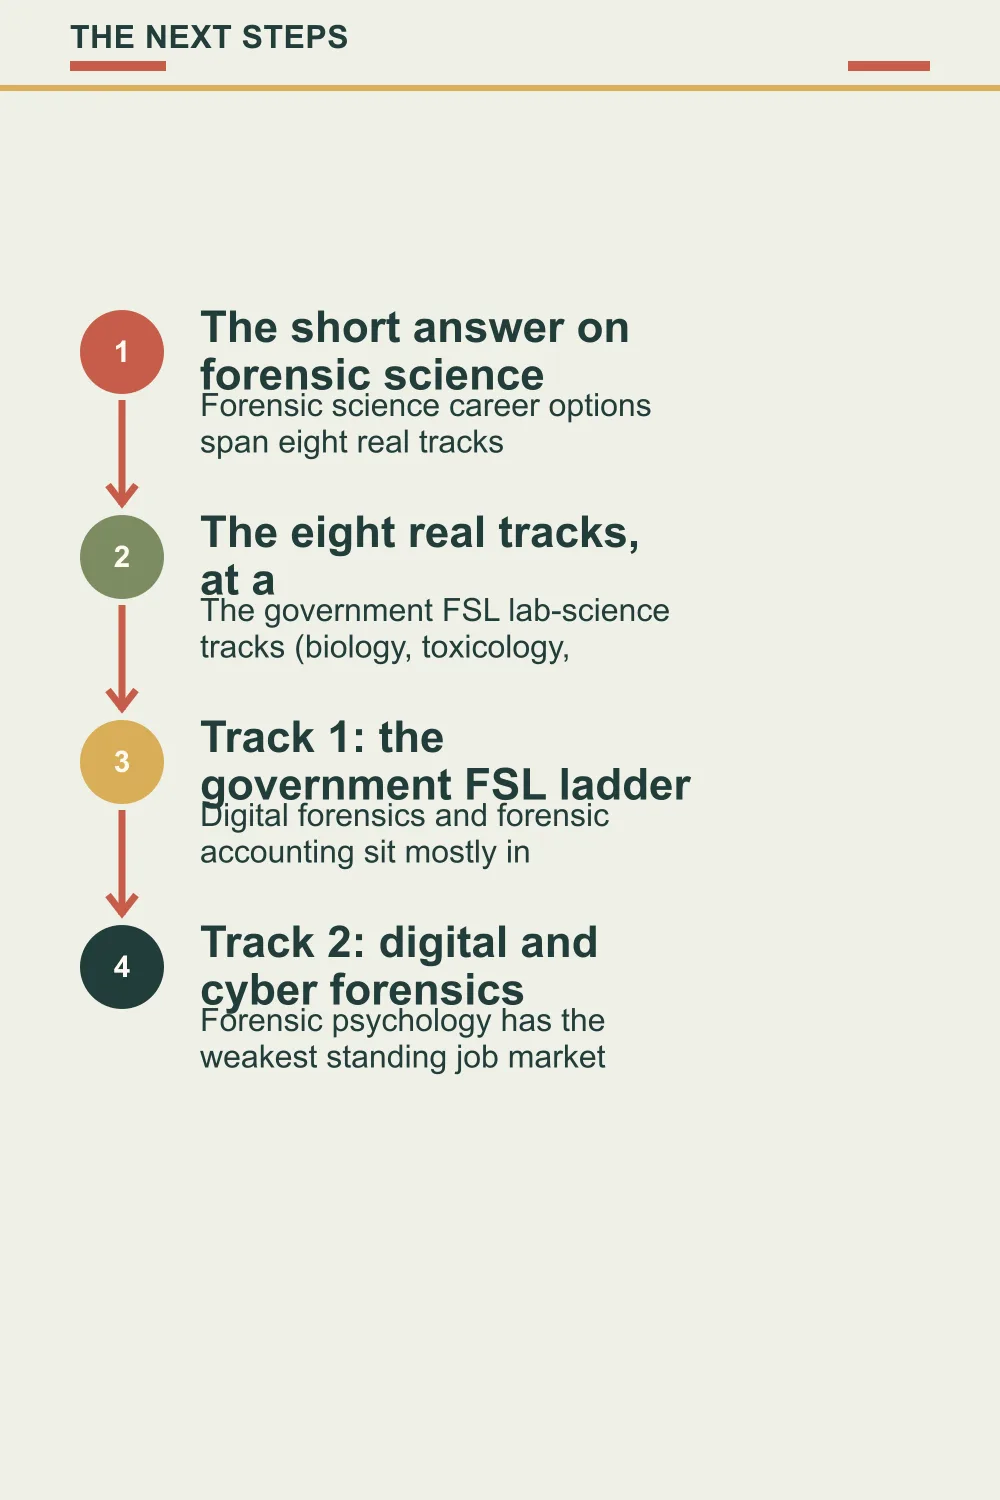 THE NEXT STEPS
1
The short answer on
forensic science
Forensic science career options
span eight real tracks
2
The eight real tracks,
at a
The government FSL lab-science
tracks (biology, toxicology,
3
Track 1: the
government FSL ladder
Digital forensics and forensic
accounting sit mostly in
4
Track 2: digital and
cyber forensics
Forensic psychology has the
weakest standing job market